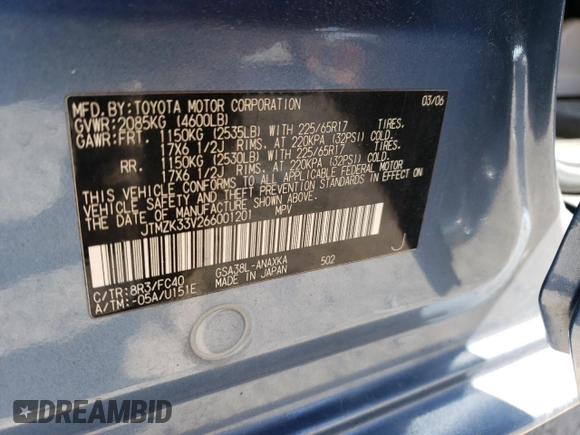 MFD. BY: TOYOTA MOTOR CORPORATION 03/06
GVWR: 2085KG (4600LB)
GAWR: FRT. 1150KG (2535LB) WITH 225/65R17 TIRES.
17X6 1/2J RIMS. AT 220KPA (32PSI) COLD.
RR. 1150KG (2530LB) WITH 225/65R17 TIRES.
17X6 1/2J RIMS. AT 220KPA (32PSI) COLD.
THIS VEHICLE CONFORMS TO ALL APPLICABLE FEDERAL MOTOR
VEHICLE SAFETY AND THEFT PREVENTION STANDARDS IN EFFECT ON
THE DATE OF MANUFACTURE SHOWN ABOVE.
JTMZK33V266001201 MPV
C/TR: 8R3/FC40 GSA38L-ANAXKA 502 J
A/TM: -05A/U151E MADE IN JAPAN
DREAMBID